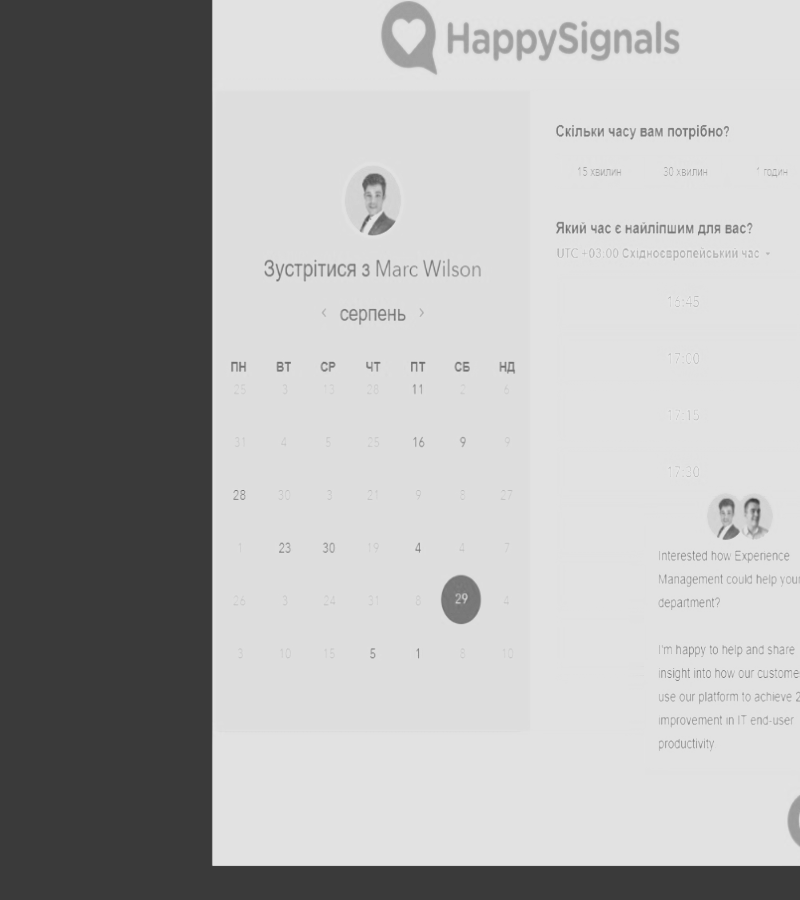 HappySignals
Зустрітися з Marc Wilson
серпень
ПН ВТ СР ЧТ ПТ СБ НД
25 3 13 28 11 2 6
31 4 5 25 16 9 9
28 30 3 21 9 8 27
1 23 30 19 4 4 7
26 3 24 31 8 29 4
3 10 15 5 1 8 10
Скільки часу вам потрібно?
15 хвилин 30 хвилин 1 годин
Який час є найліпшим для вас?
UTC +03:00 Східноєвропейський час
16:45
17:00
17:15
17:30
Interested how Experience
Management could help your
department?
I'm happy to help and share
insight into how our custome
use our platform to achieve 2
improvement in IT end-user
productivity